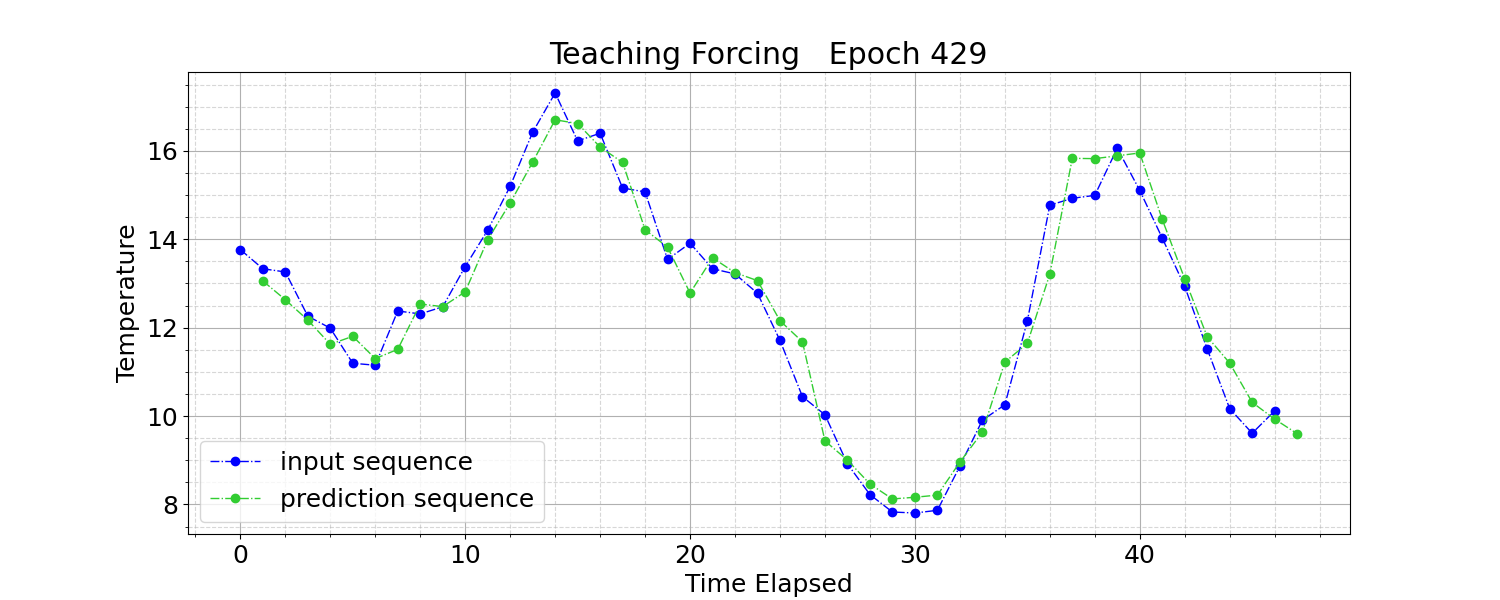 Teaching Forcing   Epoch 429
Temperature
16
14
12
10
8
input sequence
prediction sequence
0 10 20 30 40
Time Elapsed